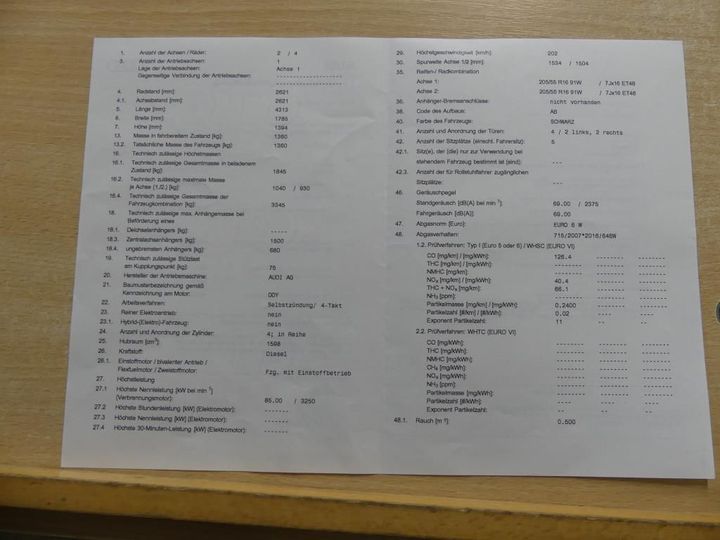 1. Anzahl der Achsen / Räder: 2 / 4
3. Anzahl der Antriebsachsen: 1
Lage der Antriebsachsen: Achse 1
Gegenseitige Verbindung der Antriebsachsen: --------------------
--------------------
4. Radstand [mm]: 2621
4.1. Achsabstand [mm]: 2621
5. Länge [mm]: 4313
6. Breite [mm]: 1785
7. Höhe [mm]: 1394
13. Masse in fahrbereitem Zustand [kg]: 1360
13.2. Tatsächliche Masse des Fahrzeugs [kg]: 1360
16. Technisch zulässige Höchstmassen
16.1. Technisch zulässige Gesamtmasse in beladenem
Zustand [kg]: 1845
16.2. Technisch zulässige maximale Masse
je Achse (1./2.) [kg]: 1040 / 930
16.4. Technisch zulässige Gesamtmasse der
Fahrzeugkombination [kg]: 3345
18. Technisch zulässige max. Anhängemasse bei
Beförderung eines
18.1. Deichselanhängers [kg]: -----
18.3. Zentralachsanhängers [kg]: 1500
18.4. ungebremsten Anhängers [kg]: 680
19. Technisch zulässige Stützlast
am Kupplungspunkt [kg]: 75
20. Hersteller der Antriebsmaschine: AUDI AG
21. Baumusterbezeichnung gemäß
Kennzeichnung am Motor: DDY
22. Arbeitsverfahren: Selbstzündung/ 4-Takt
23. Reiner Elektroantrieb: nein
23.1. Hybrid-(Elektro)-Fahrzeug: nein
24. Anzahl und Anordnung der Zylinder: 4; in Reihe
25. Hubraum [cm³]: 1598
26. Kraftstoff: Diesel
26.1. Einstoffmotor / bivalenter Antrieb /
Flexfuelmotor / Zweistoffmotor: Fzg. Mit Einstoffbetrieb
27. Höchstleistung
27.1 Höchste Nennleistung [kW bei min⁻¹]
(Verbrennungsmotor): 85.00 / 3250
27.2 Höchste Stundenleistung [kW] (Elektromotor): -------
27.3 Höchste Nennleistung [kW] (Elektromotor): -------
27.4 Höchste 30-Minuten-Leistung [kW] (Elektromotor): -------
29. Höchstgeschwindigkeit [km/h]: 202
30. Spurweite Achse 1/2 [mm]: 1534 / 1504
35. Reifen-/ Radkombination
Achse 1: 205/55 R16 91W / 7Jx16 ET48
Achse 2: 205/55 R16 91W / 7Jx16 ET48
36. Anhänger-Bremsanschlüsse: nicht vorhanden
38. Code des Aufbaus: AB
40. Farbe des Fahrzeugs: SCHWARZ
41. Anzahl und Anordnung der Türen: 4 / 2 links, 2 rechts
42. Anzahl der Sitzplätze (einschl. Fahrersitz): 5
42.1. Sitz(e), der (die) nur zur Verwendung bei
stehendem Fahrzeug bestimmt ist (sind): ---
42.3. Anzahl der für Rollstuhlfahrer zugänglichen
Sitzplätze: ---
46. Geräuschpegel
Standgeräusch [dB(A) bei min⁻¹]: 69.00 / 2375
Fahrgeräusch [dB(A)]: 69.00
47. Abgasnorm [Euro]: EURO 6 W
48. Abgasverhalten: 715/2007*2016/646W
1.2. Prüfverfahren: Typ I (Euro 5 oder 6) / WHSC (EURO VI)
CO [mg/km] / [mg/kWh]: 126.4 ------- -------
THC [mg/km] / [mg/kWh]: ------- ------- -------
NMHC [mg/km]: ------- ------- -------
NOₓ [mg/km] / [mg/kWh]: 40.4 ------- -------
THC + NOₓ [mg/km]: 66.1 ------- -------
NH₃ [ppm]: ------- ------- -------
Partikelmasse [mg/km] / [mg/kWh]: 0.2400 ------- -------
Partikelzahl [#/km] / [#/kWh]: 0.02 ---- ----
Exponent Partikelzahl: 11 -- --
2.2. Prüfverfahren: WHTC (EURO VI)
CO [mg/kWh]: ------- ------- -------
THC [mg/kWh]: ------- ------- -------
NMHC [mg/kWh]: ------- ------- -------
CH₄ [mg/kWh]: ------- ------- -------
NOₓ [mg/kWh]: ------- ------- -------
NH₃ [ppm]: ------- ------- -------
Partikelmasse [mg/kWh]: ------- ------- -------
Partikelzahl [#/kWh]: ---- ---- ----
Exponent Partikelzahl: -- -- --
48.1. Rauch [m⁻¹]: 0.500